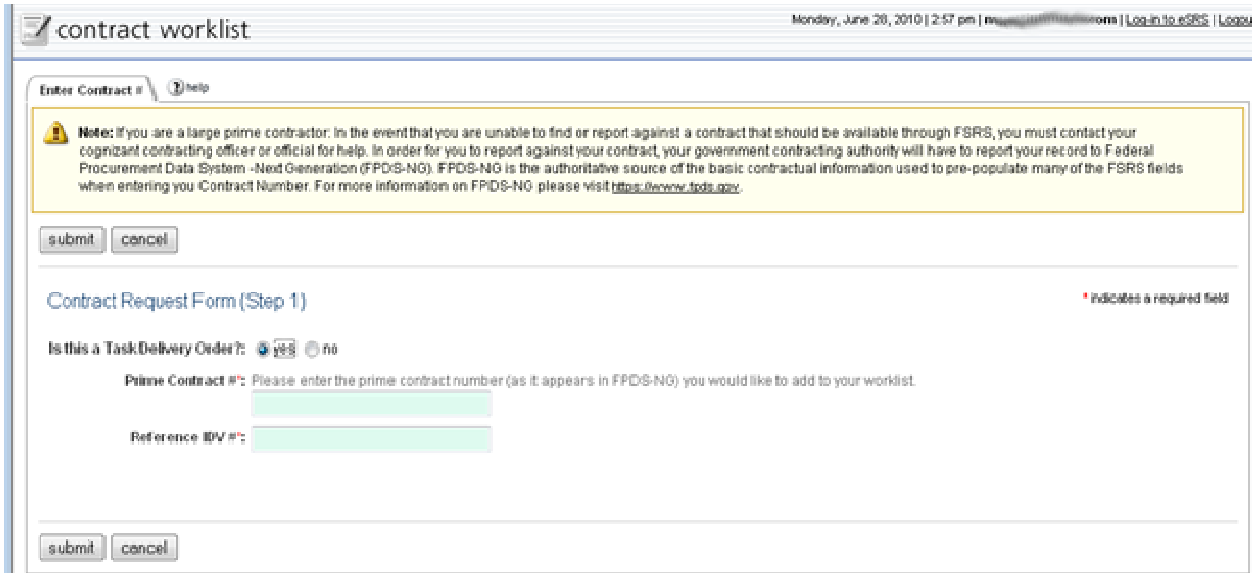 contract worklist
Monday, June 28, 2010 | 2:57 pm | | Log-in to eSRS | Logou
Enter Contract #
? help
Note: If you are a large prime contractor: In the event that you are unable to find or report against a contract that should be available through FSRS, you must contact your
cognizant contracting officer or official for help. In order for you to report against your contract, your government contracting authority will have to report your record to Federal
Procurement Data System -Next Generation (FPDS-NG). FPDS-NG is the authoritative source of the basic contractual information used to pre-populate many of the FSRS fields
when entering you Contract Number. For more information on FPDS-NG please visit https://www.fpds.gov.
submit cancel
Contract Request Form (Step 1)
* indicates a required field
Is this a Task Delivery Order?: yes no
Prime Contract #*: Please enter the prime contract number (as it appears in FPDS-NG) you would like to add to your worklist.
Reference IDV #*:
submit cancel